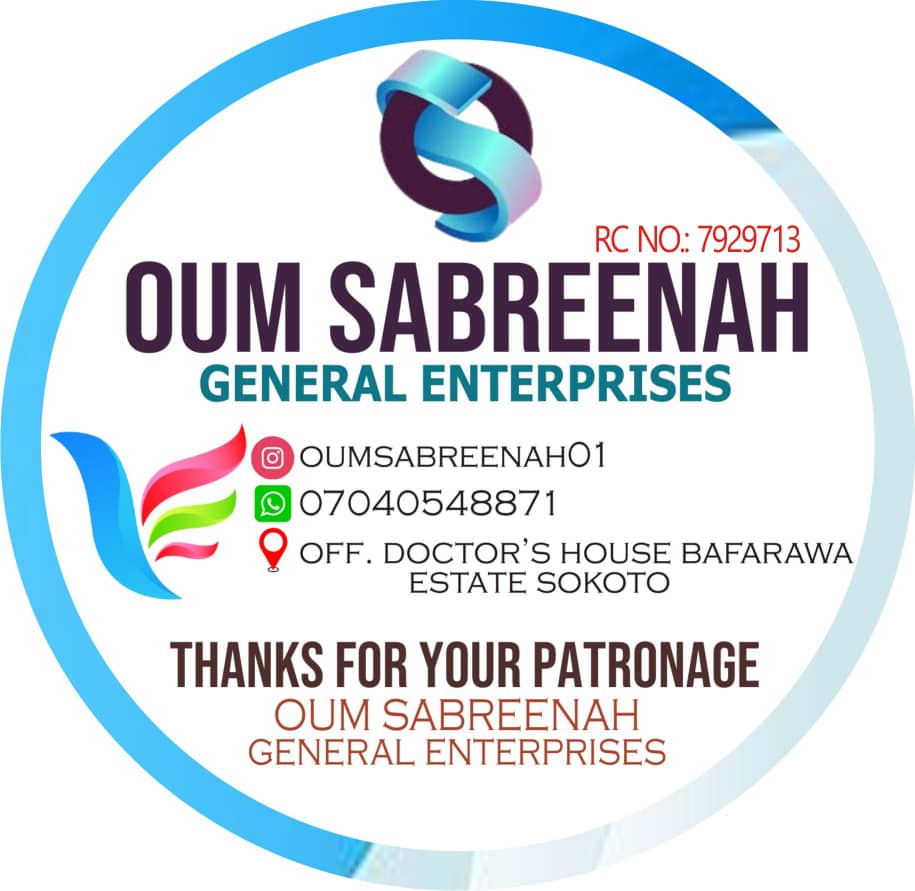 RC NO.: 7929713
OUM SABREENAH
GENERAL ENTERPRISES
OUMSABREENAH01
07040548871
OFF. DOCTOR'S HOUSE BAFARAWA
ESTATE SOKOTO
THANKS FOR YOUR PATRONAGE
OUM SABREENAH
GENERAL ENTERPRISES